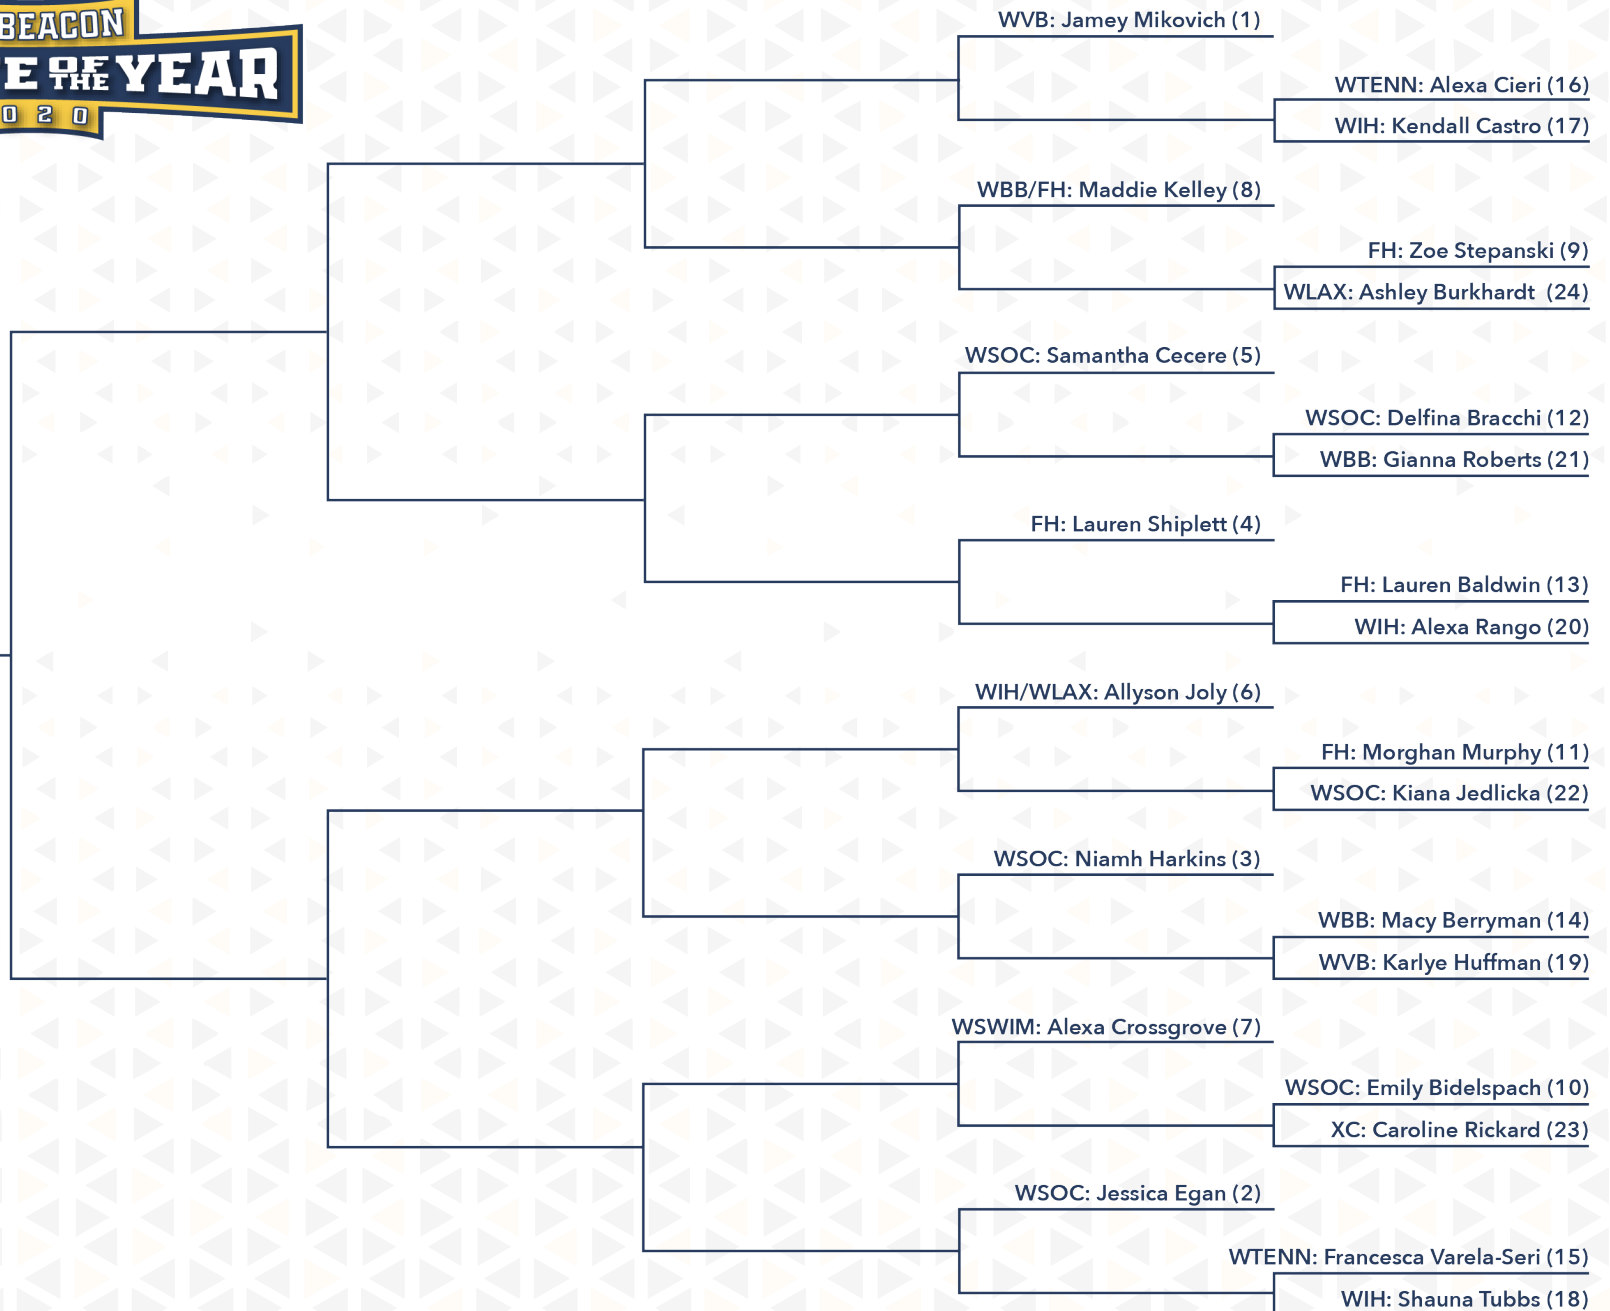 BEACON
E OF THE YEAR
0 2 0
WVB: Jamey Mikovich (1)
WTENN: Alexa Cieri (16)
WIH: Kendall Castro (17)
WBB/FH: Maddie Kelley (8)
FH: Zoe Stepanski (9)
WLAX: Ashley Burkhardt (24)
WSOC: Samantha Cecere (5)
WSOC: Delfina Bracchi (12)
WBB: Gianna Roberts (21)
FH: Lauren Shiplett (4)
FH: Lauren Baldwin (13)
WIH: Alexa Rango (20)
WIH/WLAX: Allyson Joly (6)
FH: Morghan Murphy (11)
WSOC: Kiana Jedlicka (22)
WSOC: Niamh Harkins (3)
WBB: Macy Berryman (14)
WVB: Karlye Huffman (19)
WSWIM: Alexa Crossgrove (7)
WSOC: Emily Bidelspach (10)
XC: Caroline Rickard (23)
WSOC: Jessica Egan (2)
WTENN: Francesca Varela-Seri (15)
WIH: Shauna Tubbs (18)